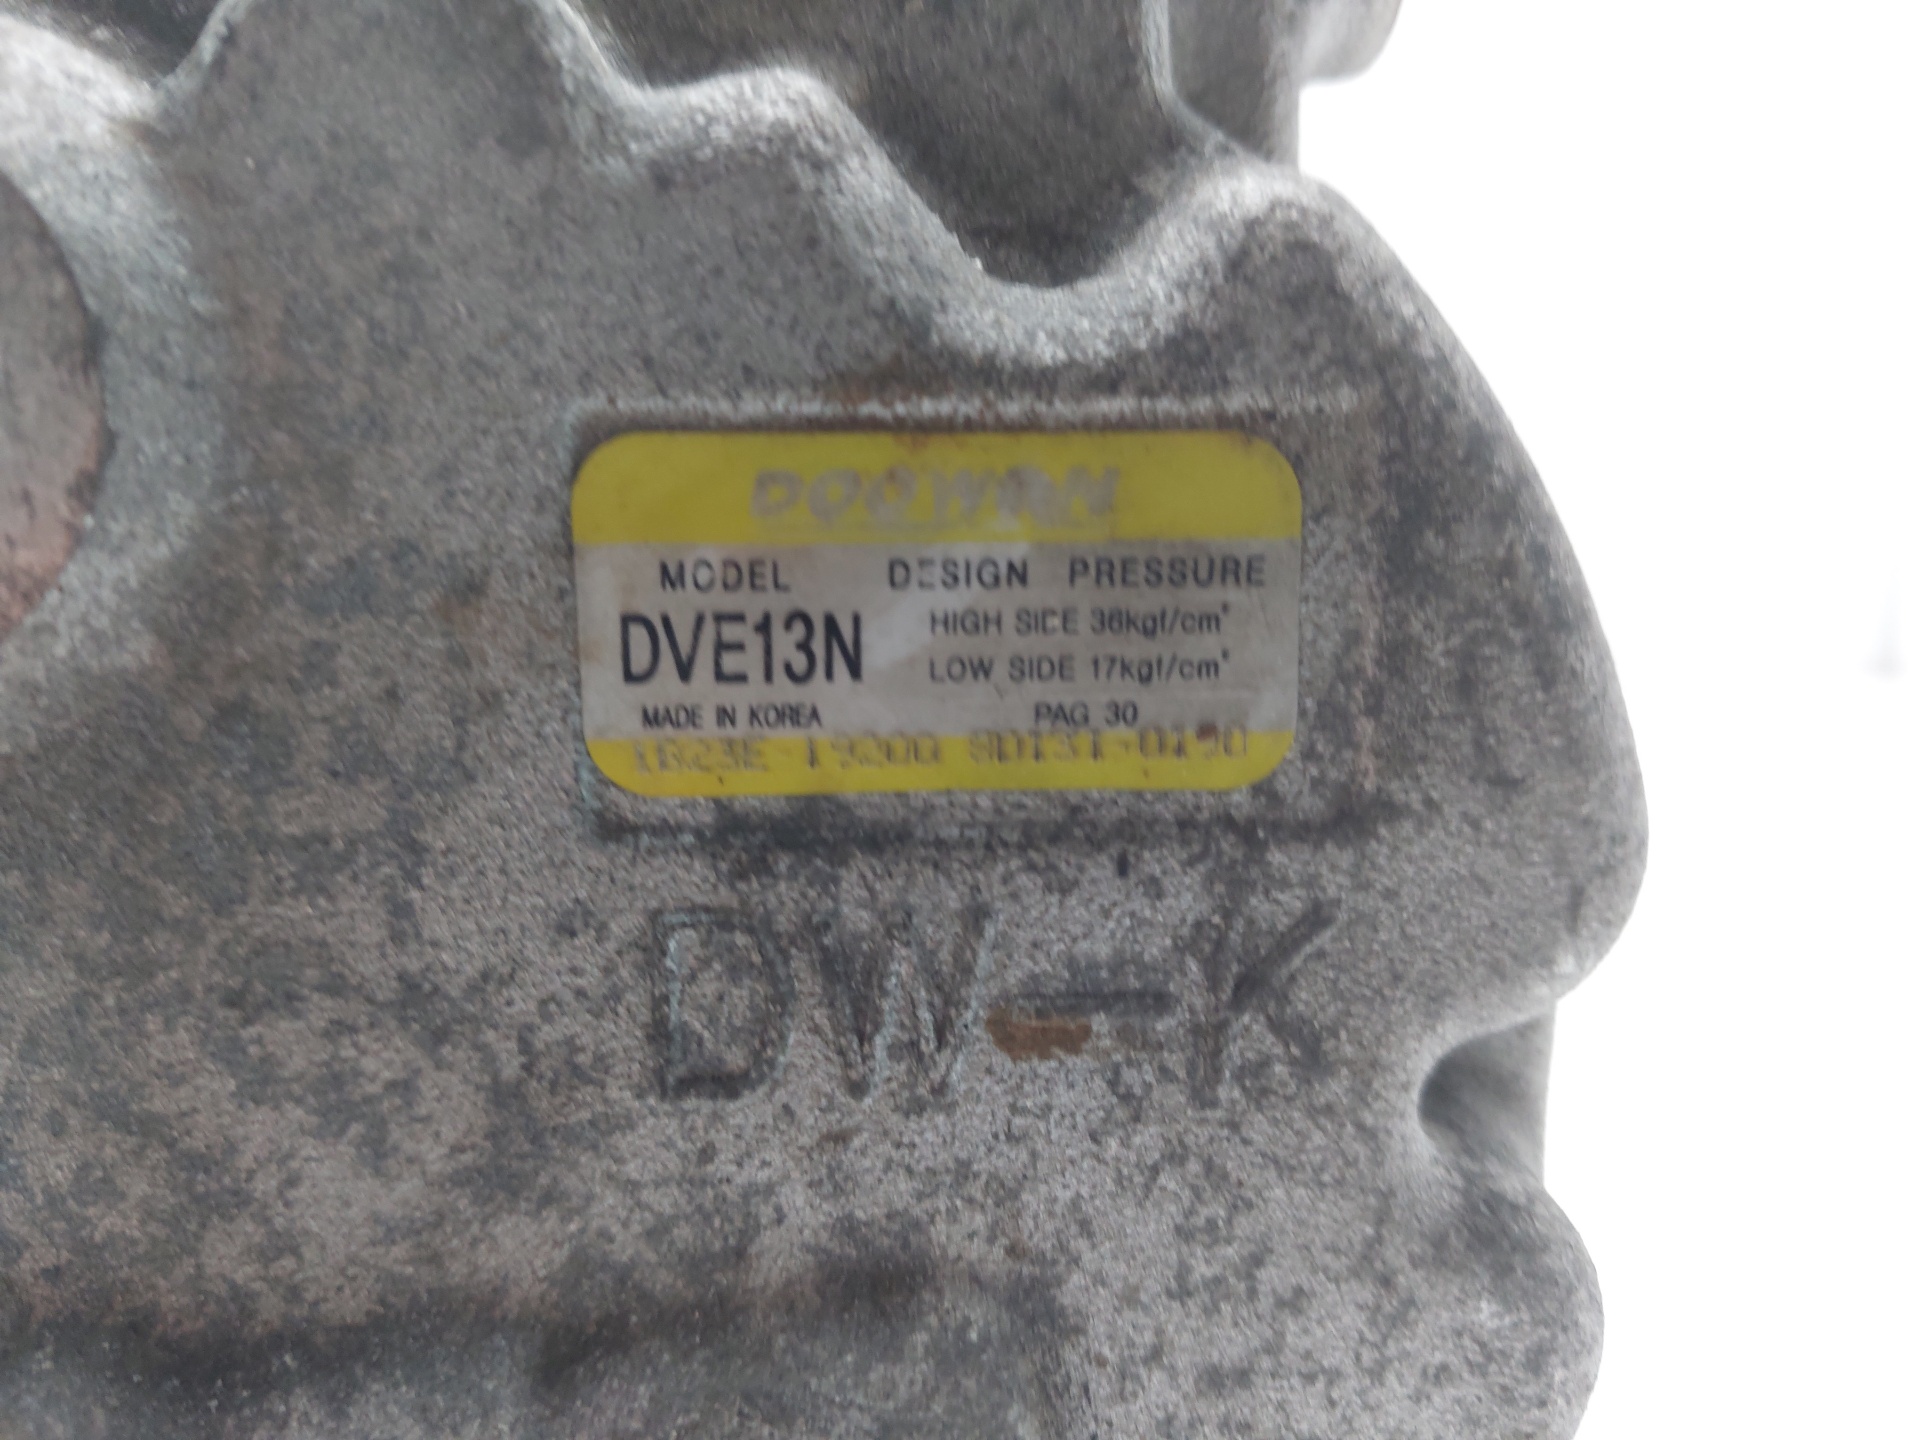 DOOWON
MODEL DESIGN PRESSURE
DVE13N HIGH SIDE 36kgf/cm²
LOW SIDE 17kgf/cm²
MADE IN KOREA PAG 30
DW-K